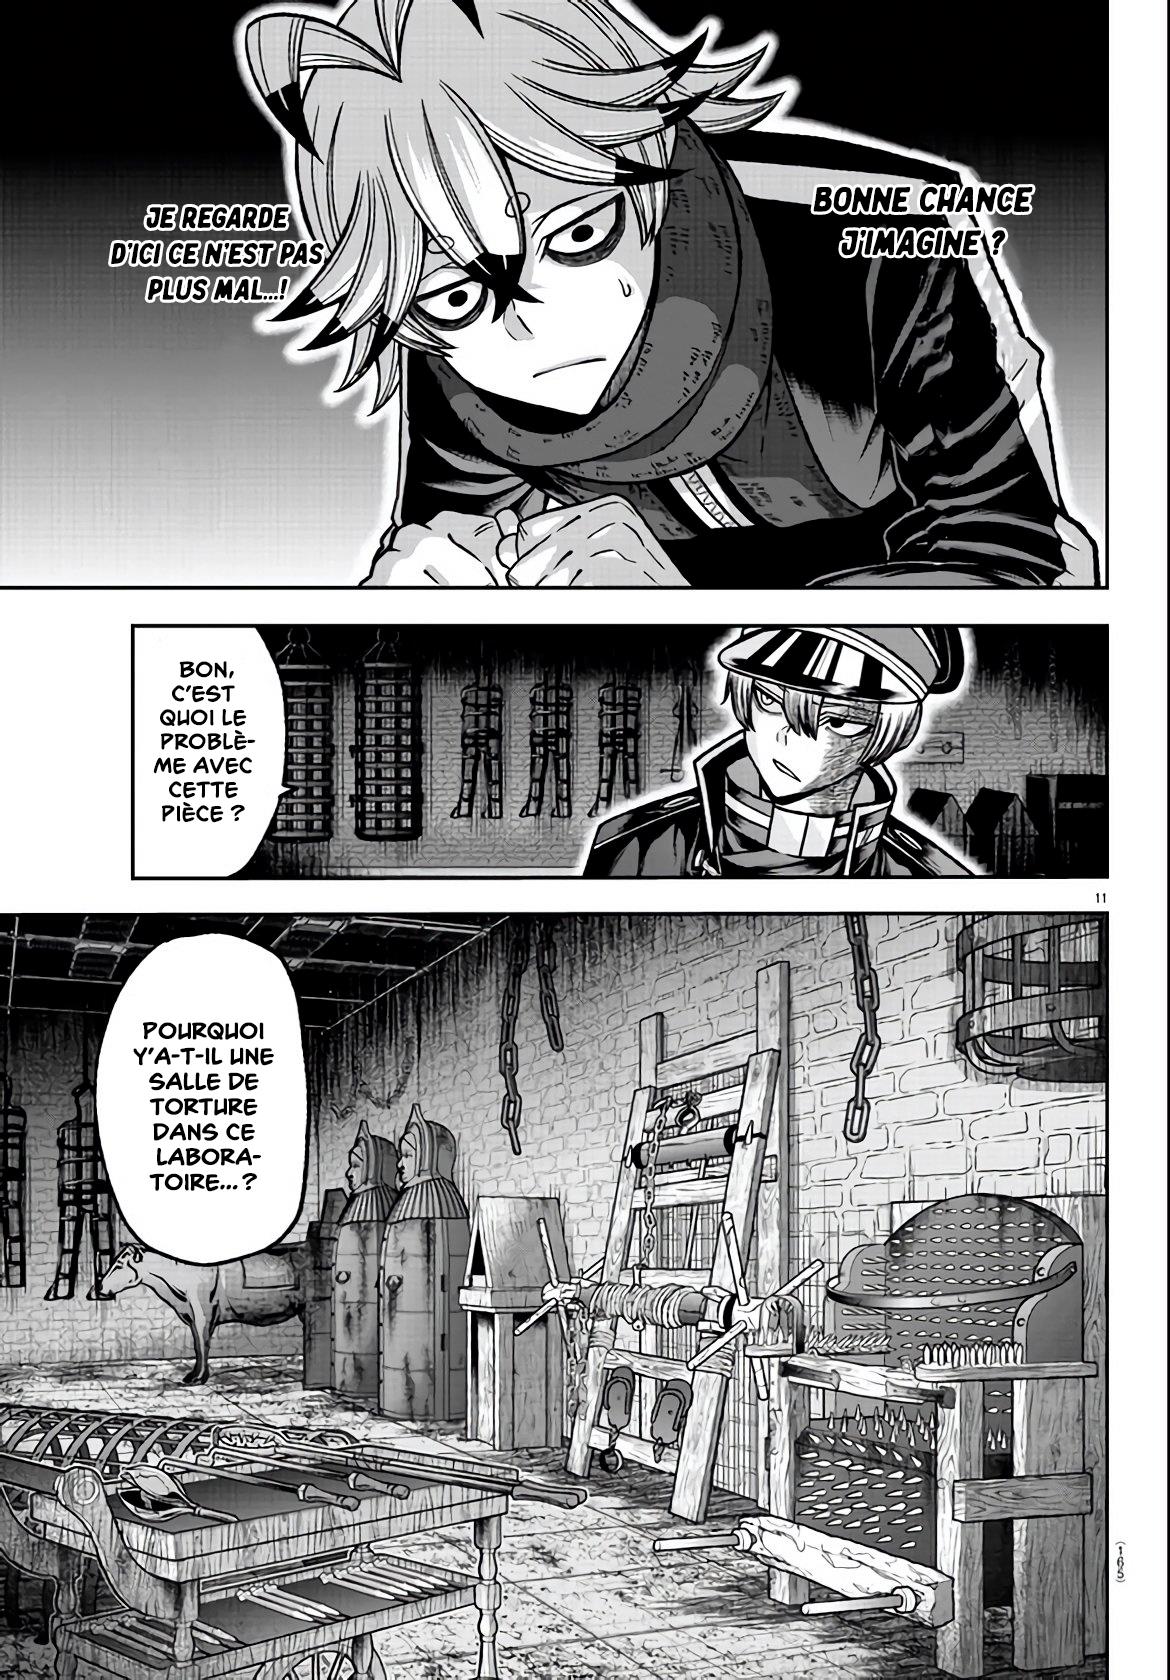 BONNE CHANCE
J'IMAGINE ?
JE REGARDE
D'ICI CE N'EST PAS
PLUS MAL...!
BON,
C'EST
QUOI LE
PROBLÈ-
ME AVEC
CETTE
PIÈCE ?
11
POURQUOI
Y'A-T-IL UNE
SALLE DE
TORTURE
DANS CE
LABORA-
TOIRE... ?
(165)